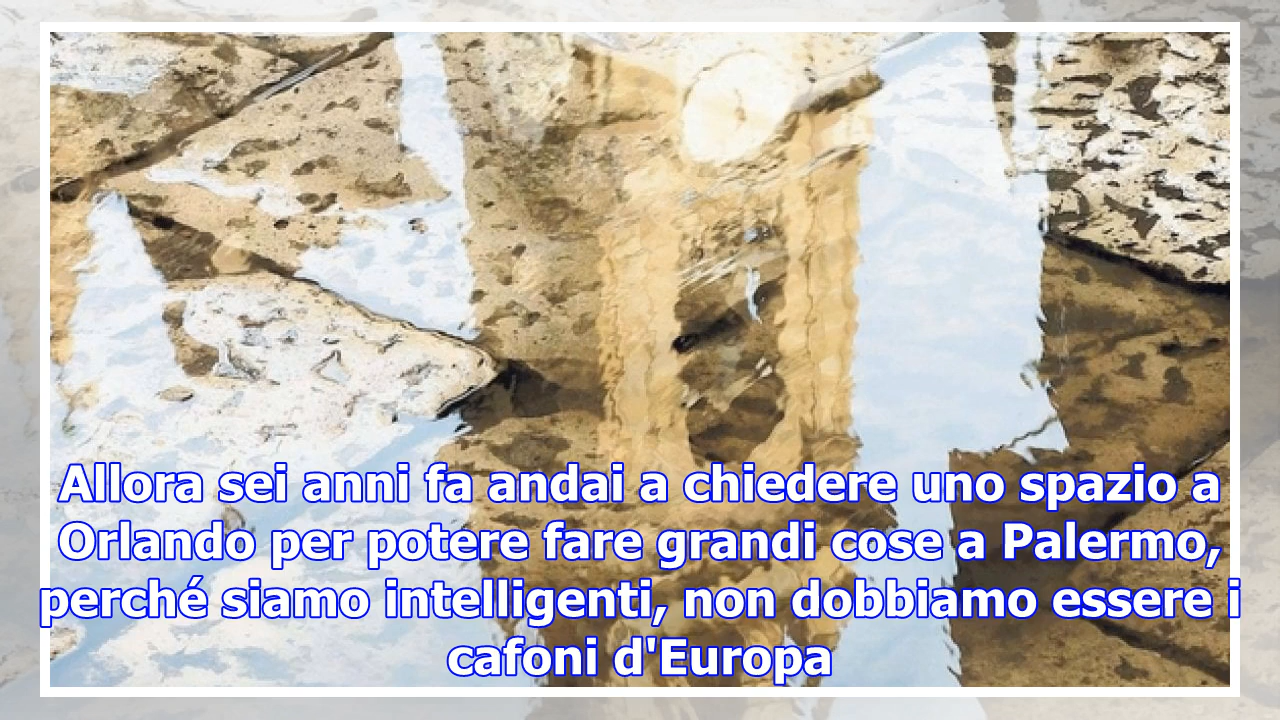 Allora sei anni fa andai a chiedere uno spazio a
Orlando per potere fare grandi cose a Palermo,
perché siamo intelligenti, non dobbiamo essere i
cafoni d'Europa